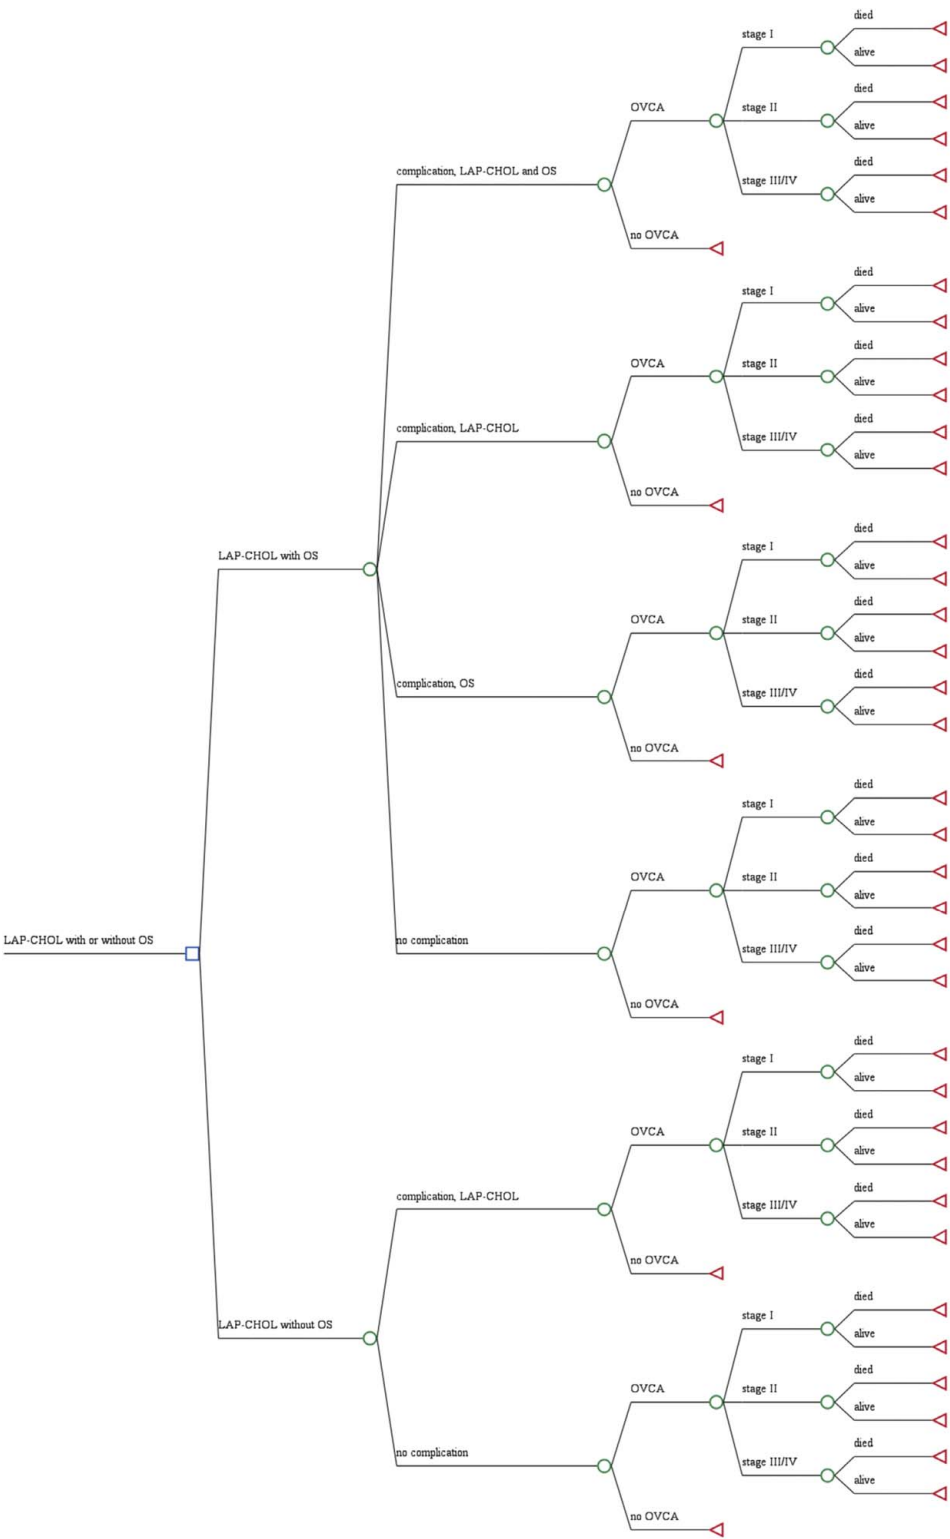 died
stage I
alive
died
OVCA
stage II
alive
died
complication, LAP-CHOL and OS
stage III/IV
alive
no OVCA
died
stage I
alive
died
OVCA
stage II
alive
died
complication, LAP-CHOL
stage III/IV
alive
no OVCA
died
stage I
alive
LAP-CHOL with OS
died
OVCA
stage II
alive
died
complication, OS
stage III/IV
alive
no OVCA
died
stage I
alive
died
OVCA
stage II
alive
died
LAP-CHOL with or without OS
no complication
stage III/IV
alive
no OVCA
died
stage I
alive
died
OVCA
stage II
alive
died
complication, LAP-CHOL
stage III/IV
alive
no OVCA
died
stage I
LAP-CHOL without OS
alive
died
OVCA
stage II
alive
died
no complication
stage III/IV
alive
no OVCA